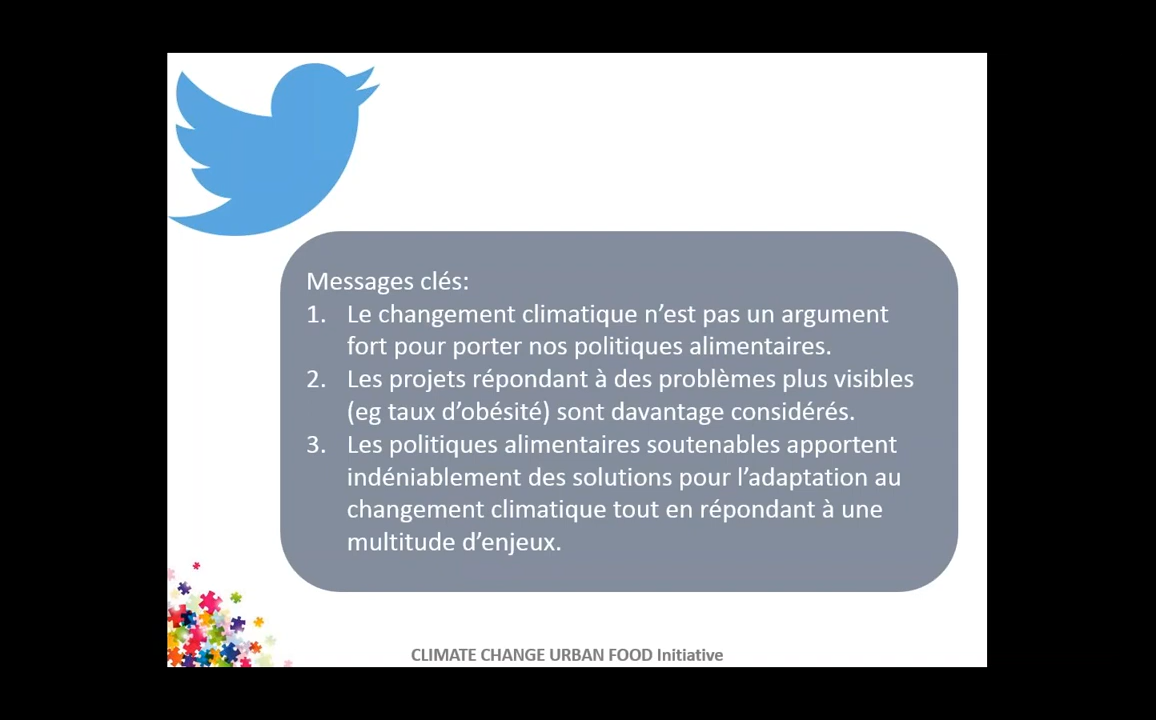 Messages clés:
1. Le changement climatique n’est pas un argument
fort pour porter nos politiques alimentaires.
2. Les projets répondant à des problèmes plus visibles
(eg taux d’obésité) sont davantage considérés.
3. Les politiques alimentaires soutenables apportent
indéniablement des solutions pour l’adaptation au
changement climatique tout en répondant à une
multitude d’enjeux.
CLIMATE CHANGE URBAN FOOD Initiative